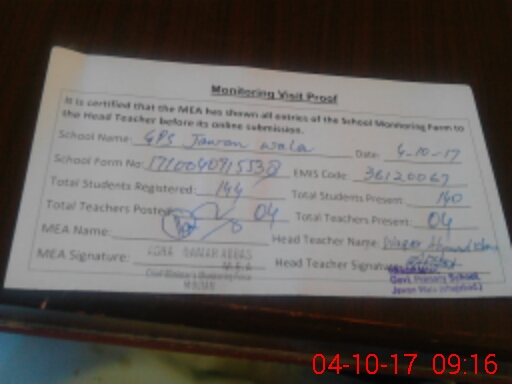 Monitoring Visit Proof
It is certified that the MEA has shown all entries of the School Monitoring Form to
the Head Teacher before its online submission.
School Name: GPS Jawan wala Date: 4-10-17
School Form No: EMIS Code: 36120067
Total Students Registered: 144 Total Students Present: 140
Total Teachers Posted: 04 Total Teachers Present: 04
MEA Name: Head Teacher Name:
MEA Signature: Head Teacher Signature:
Govt. Primary School
04-10-17 09:16